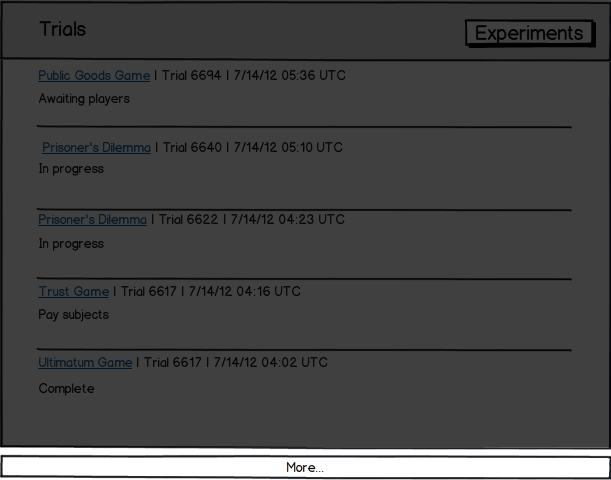 Trials
Experiments
Public Goods Game | Trial 6694 | 7/14/12 05:36 UTC
Awaiting players
Prisoner's Dilemma | Trial 6640 | 7/14/12 05:10 UTC
In progress
Prisoner's Dilemma | Trial 6622 | 7/14/12 04:23 UTC
In progress
Trust Game | Trial 6617 | 7/14/12 04:16 UTC
Pay subjects
Ultimatum Game | Trial 6617 | 7/14/12 04:02 UTC
Complete
More...